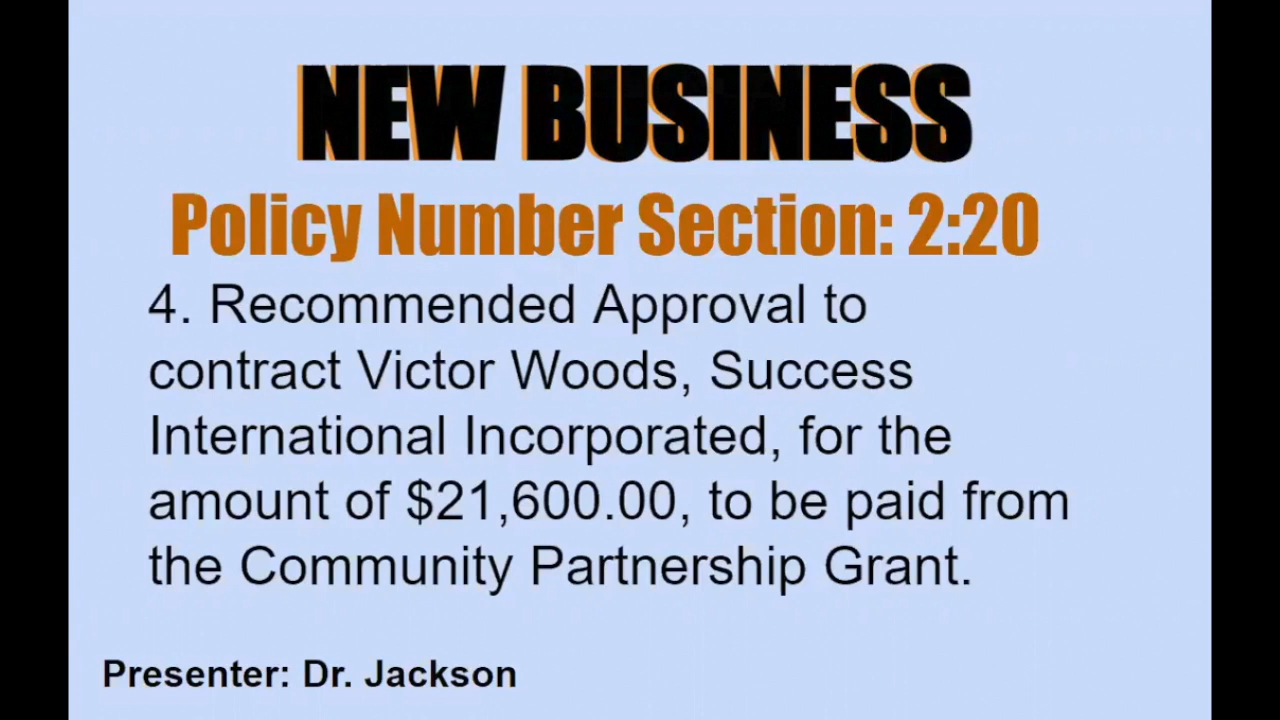 NEW BUSINESS
Policy Number Section: 2:20
4. Recommended Approval to
contract Victor Woods, Success
International Incorporated, for the
amount of $21,600.00, to be paid from
the Community Partnership Grant.
Presenter: Dr. Jackson